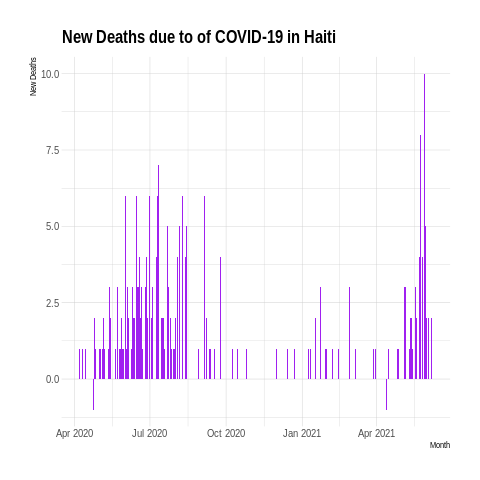 New Deaths due to of COVID-19 in Haiti
New Deaths
10.0
7.5
5.0
2.5
0.0
Apr 2020 Jul 2020 Oct 2020 Jan 2021 Apr 2021
Month